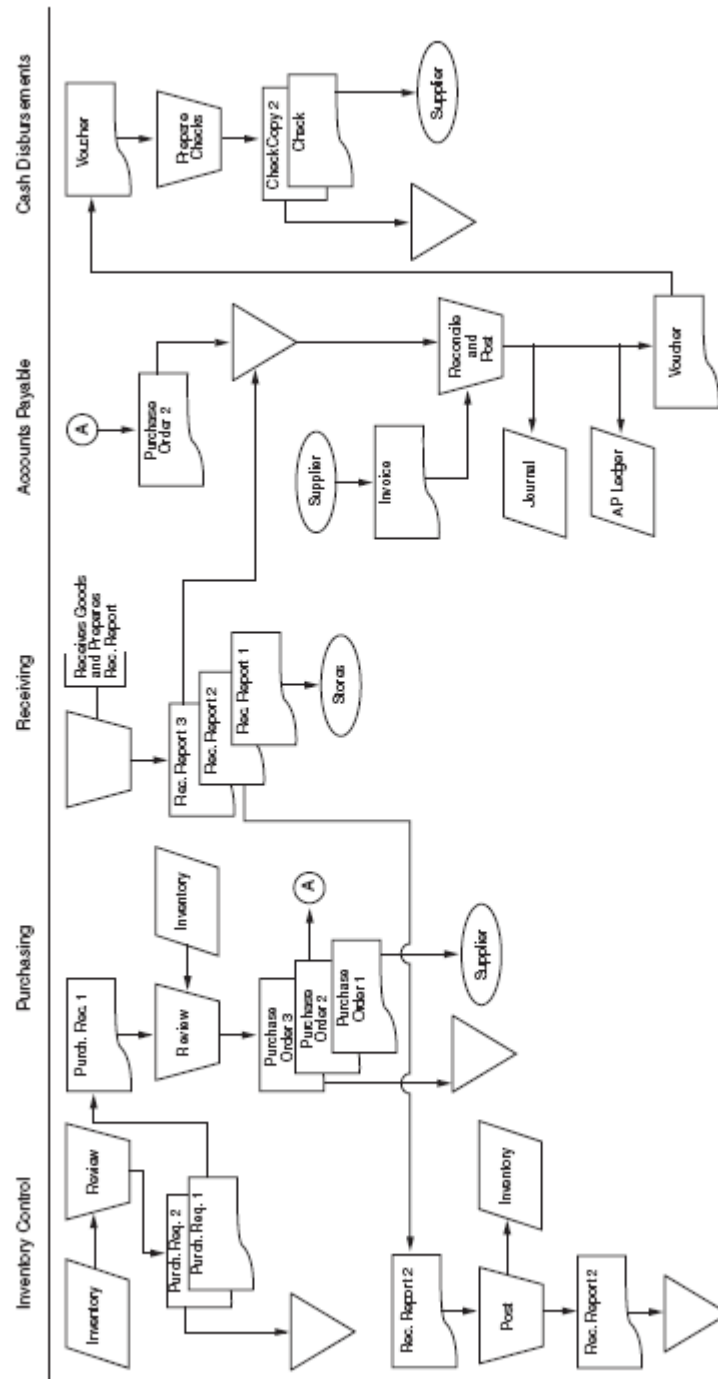 Inventory Control
Purchasing
Receiving
Accounts Payable
Cash Disbursements
Inventory
Review
Purch. Req. 2
Purch. Req. 1
Rec. Report 2
Post
Inventory
Rec. Report 2
Purch. Rec. 1
Review
Inventory
Purchase
Order 3
Purchase
Order 2
Purchase
Order 1
A
Supplier
Receives Goods
and Prepares
Rec. Report
Rec. Report 3
Rec. Report 2
Rec. Report 1
Stores
A
Purchase
Order 2
Supplier
Invoice
Reconcile
and
Post
Journal
AP Ledger
Voucher
Voucher
Prepare
Checks
Check Copy 2
Check
Supplier